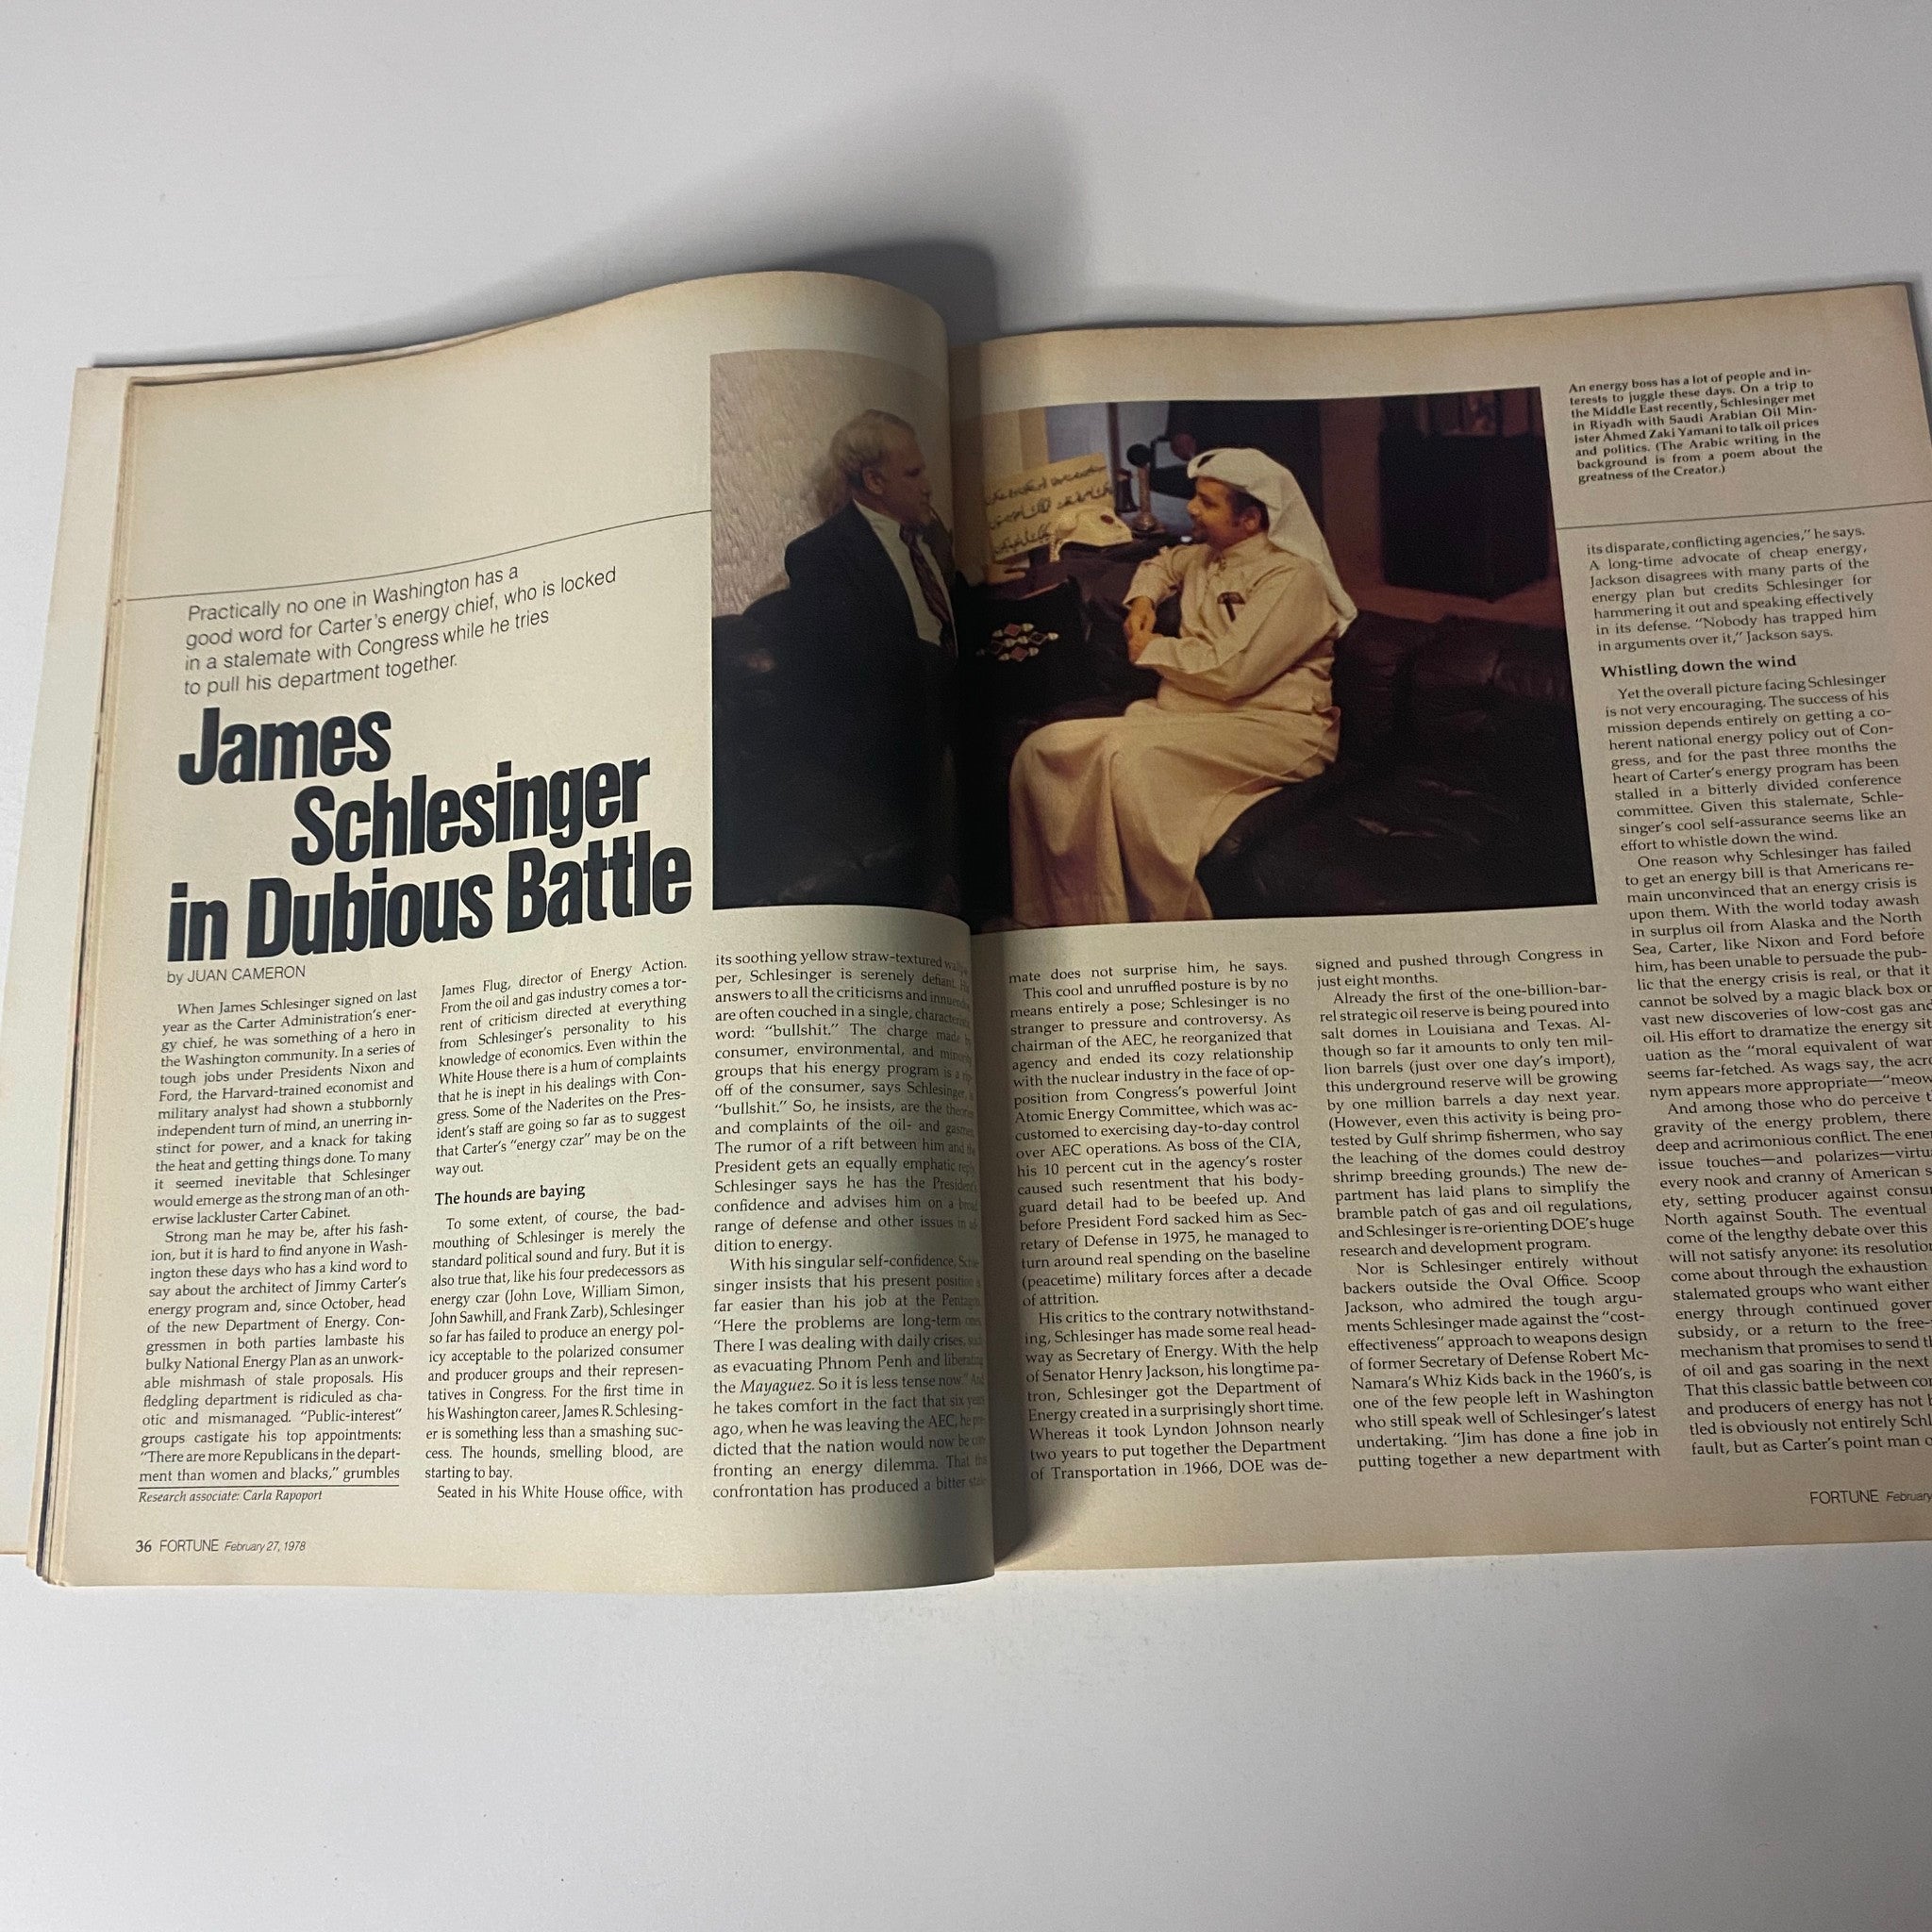 Practically no one in Washington has a
good word for Carter's energy chief, who is locked
in a stalemate with Congress while he tries
to pull his department together.
James
Schlesinger
in Dubious Battle
by JUAN CAMERON
When James Schlesinger signed on last
year as the Carter Administration's ener-
gy chief, he was something of a hero in
the Washington community. In a series of
tough jobs under Presidents Nixon and
Ford, the Harvard-trained economist and
military analyst had shown a stubbornly
independent turn of mind, an unerring in-
stinct for power, and a knack for taking
the heat and getting things done. To many
it seemed inevitable that Schlesinger
would emerge as the strong man of an oth-
erwise lackluster Carter Cabinet.
Strong man he may be, after his fash-
ion, but it is hard to find anyone in Wash-
ington these days who has a kind word to
say about the architect of Jimmy Carter's
energy program and, since October, head
of the new Department of Energy. Con-
gressmen in both parties lambaste his
bulky National Energy Plan as an unwork-
able mishmash of stale proposals. His
fledgling department is ridiculed as cha-
otic and mismanaged. "Public-interest"
groups castigate his top appointments:
"There are more Republicans in the depart-
ment than women and blacks," grumbles
Research associate: Carla Rapoport
James Flug, director of Energy Action.
From the oil and gas industry comes a tor-
rent of criticism directed at everything
from Schlesinger's personality to his
knowledge of economics. Even within the
White House there is a hum of complaints
that he is inept in his dealings with Con-
gress. Some of the Naderites on the Pres-
ident's staff are going so far as to suggest
that Carter's "energy czar" may be on the
way out.
The hounds are baying
To some extent, of course, the bad-
mouthing of Schlesinger is merely the
standard political sound and fury. But it is
also true that, like his four predecessors as
energy czar (John Love, William Simon,
John Sawhill, and Frank Zarb), Schlesinger
so far has failed to produce an energy pol-
icy acceptable to the polarized consumer
and producer groups and their represen-
tatives in Congress. For the first time in
his Washington career, James R. Schlesing-
er is something less than a smashing suc-
cess. The hounds, smelling blood, are
starting to bay.
Seated in his White House office, with
its soothing yellow straw-textured
per, Schlesinger is serenely defiant. His
answers to all the criticisms and
are often couched in a single,
word: "bullshit." The charge made by
consumer, environmental, and minority
groups that his energy program is a
off of the consumer, says Schlesinger, is
"bullshit." So, he insists, are the theories
and complaints of the oil- and
The rumor of a rift between him and the
President gets an equally emphatic reply.
Schlesinger says he has the President's
confidence and advises him on a broad
range of defense and other issues in ad-
dition to energy.
With his singular self-confidence, Schle-
singer insists that his present position is
far easier than his job at the Pentagon.
"Here the problems are long-term ones.
There I was dealing with daily crises, such
as evacuating Phnom Penh and liberating
the Mayaguez. So it is less tense now." And
he takes comfort in the fact that six years
ago, when he was leaving the AEC, he pre-
dicted that the nation would now be con-
fronting an energy dilemma. That this
confrontation has produced a bitter stale-
36 FORTUNE February 27, 1978
An energy boss has a lot of people and in-
terests to juggle these days. On a trip to
the Middle East recently, Schlesinger met
in Riyadh with Saudi Arabian Oil Min-
ister Ahmed Zaki Yamani to talk oil prices
and politics. (The Arabic writing in the
background is from a poem about the
greatness of the Creator.)
mate does not surprise him, he says.
This cool and unruffled posture is by no
means entirely a pose; Schlesinger is no
stranger to pressure and controversy. As
chairman of the AEC, he reorganized that
agency and ended its cozy relationship
with the nuclear industry in the face of op-
position from Congress's powerful Joint
Atomic Energy Committee, which was ac-
customed to exercising day-to-day control
over AEC operations. As boss of the CIA,
his 10 percent cut in the agency's roster
caused such resentment that his body-
guard detail had to be beefed up. And
before President Ford sacked him as Sec-
retary of Defense in 1975, he managed to
turn around real spending on the baseline
(peacetime) military forces after a decade
of attrition.
His critics to the contrary notwithstand-
ing, Schlesinger has made some real head-
way as Secretary of Energy. With the help
of Senator Henry Jackson, his longtime pa-
tron, Schlesinger got the Department of
Energy created in a surprisingly short time.
Whereas it took Lyndon Johnson nearly
two years to put together the Department
of Transportation in 1966, DOE was de-
signed and pushed through Congress in
just eight months.
Already the first of the one-billion-bar-
rel strategic oil reserve is being poured into
salt domes in Louisiana and Texas. Al-
though so far it amounts to only ten mil-
lion barrels (just over one day's import),
this underground reserve will be growing
by one million barrels a day next year.
(However, even this activity is being pro-
tested by Gulf shrimp fishermen, who say
the leaching of the domes could destroy
shrimp breeding grounds.) The new de-
partment has laid plans to simplify the
bramble patch of gas and oil regulations,
and Schlesinger is re-orienting DOE's huge
research and development program.
Nor is Schlesinger entirely without
backers outside the Oval Office. Scoop
Jackson, who admired the tough argu-
ments Schlesinger made against the "cost-
effectiveness" approach to weapons design
of former Secretary of Defense Robert Mc-
Namara's Whiz Kids back in the 1960's, is
one of the few people left in Washington
who still speak well of Schlesinger's latest
undertaking. "Jim has done a fine job in
putting together a new department with
its disparate, conflicting agencies," he says.
A long-time advocate of cheap energy,
Jackson disagrees with many parts of the
energy plan but credits Schlesinger for
hammering it out and speaking effectively
in its defense. "Nobody has trapped him
in arguments over it," Jackson says.
Whistling down the wind
Yet the overall picture facing Schlesinger
is not very encouraging. The success of his
mission depends entirely on getting a co-
herent national energy policy out of Con-
gress, and for the past three months the
heart of Carter's energy program has been
stalled in a bitterly divided conference
committee. Given this stalemate, Schle-
singer's cool self-assurance seems like an
effort to whistle down the wind.
One reason why Schlesinger has failed
to get an energy bill is that Americans re-
main unconvinced that an energy crisis is
upon them. With the world today awash
in surplus oil from Alaska and the North
Sea, Carter, like Nixon and Ford before
him, has been unable to persuade the pub-
lic that the energy crisis is real, or that it
cannot be solved by a magic black box or
vast new discoveries of low-cost gas and
oil. His effort to dramatize the energy sit-
uation as the "moral equivalent of war"
seems far-fetched. As wags say, the acro-
nym appears more appropriate—"meow
And among those who do perceive t
gravity of the energy problem, there
deep and acrimonious conflict. The ener
issue touches—and polarizes—virtu
every nook and cranny of American s
ety, setting producer against consu
North against South. The eventual
come of the lengthy debate over this
will not satisfy anyone: its resolution
come about through the exhaustion
stalemated groups who want either
energy through continued gover
subsidy, or a return to the free-
mechanism that promises to send th
of oil and gas soaring in the next
That this classic battle between con
and producers of energy has not b
tled is obviously not entirely Schl
fault, but as Carter's point man o
FORTUNE February